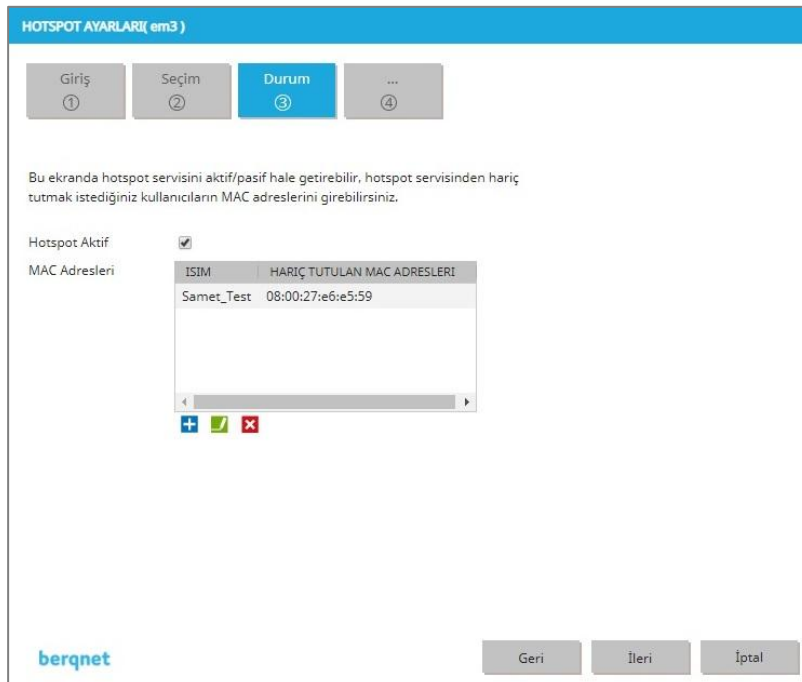 HOTSPOT AYARLARI( em3 )
Giriş
①
Seçim
②
Durum
③
...
④
Bu ekranda hotspot servisini aktif/pasif hale getirebilir, hotspot servisinden hariç
tutmak istediğiniz kullanıcıların MAC adreslerini girebilirsiniz.
Hotspot Aktif
MAC Adresleri
ISIM HARIÇ TUTULAN MAC ADRESLERI
Samet_Test 08:00:27:e6:e5:59
berqnet
Geri İleri İptal